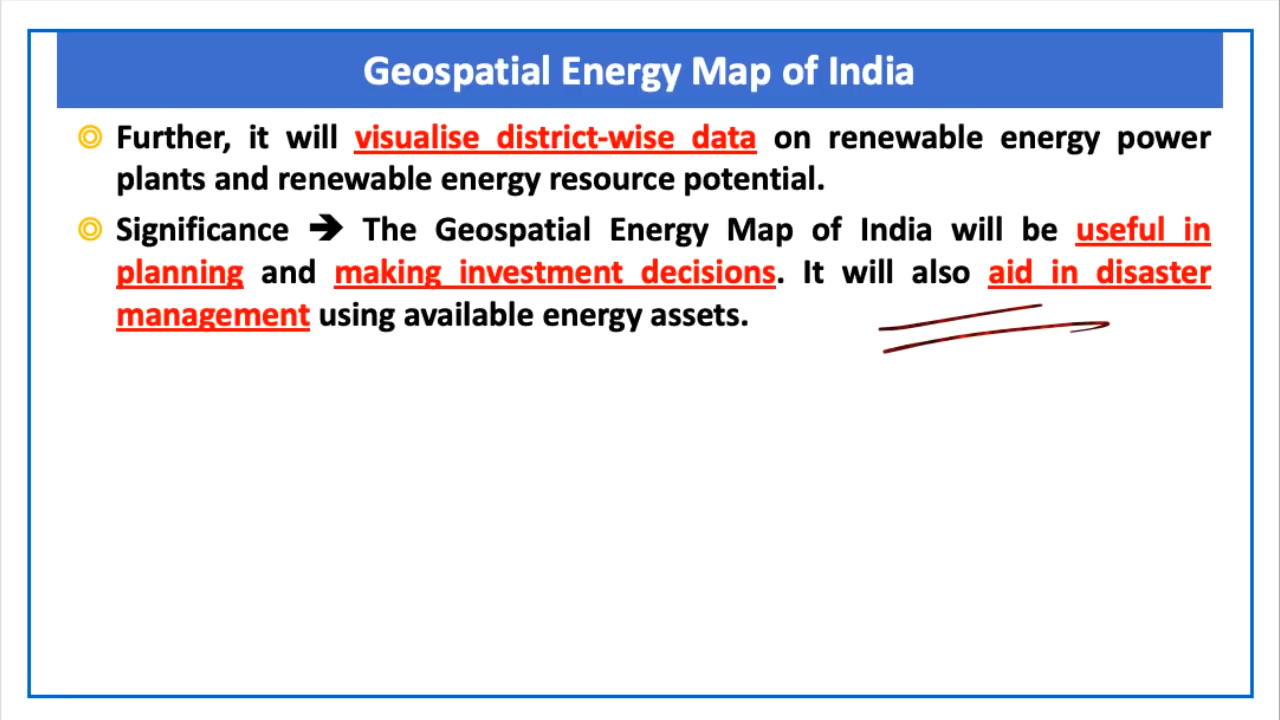 Geospatial Energy Map of India
Further, it will visualise district-wise data on renewable energy power
plants and renewable energy resource potential.
Significance ➔ The Geospatial Energy Map of India will be useful in
planning and making investment decisions. It will also aid in disaster
management using available energy assets.